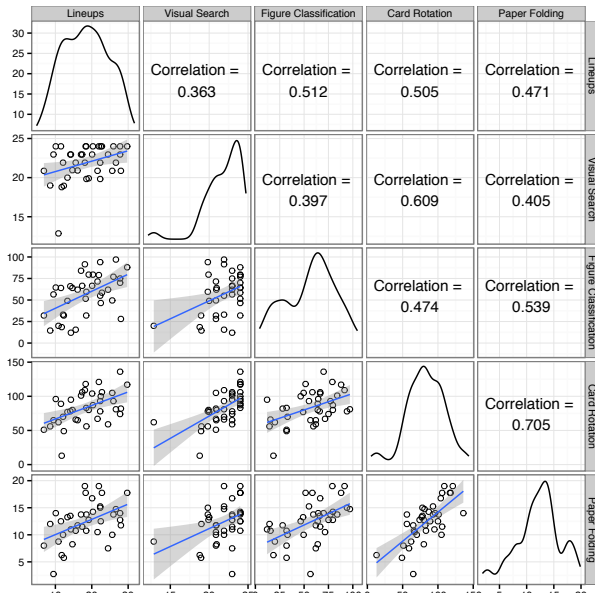 Lineups
Visual Search
Figure Classification
Card Rotation
Paper Folding
30
25
20
15
10
Correlation =
0.363
Correlation =
0.512
Correlation =
0.505
Correlation =
0.471
Lineups
25
20
15
Correlation =
0.397
Correlation =
0.609
Correlation =
0.405
Visual Search
100
75
50
25
0
Correlation =
0.474
Correlation =
0.539
Figure Classification
150
100
50
0
Correlation =
0.705
Card Rotation
20
15
10
5
Paper Folding